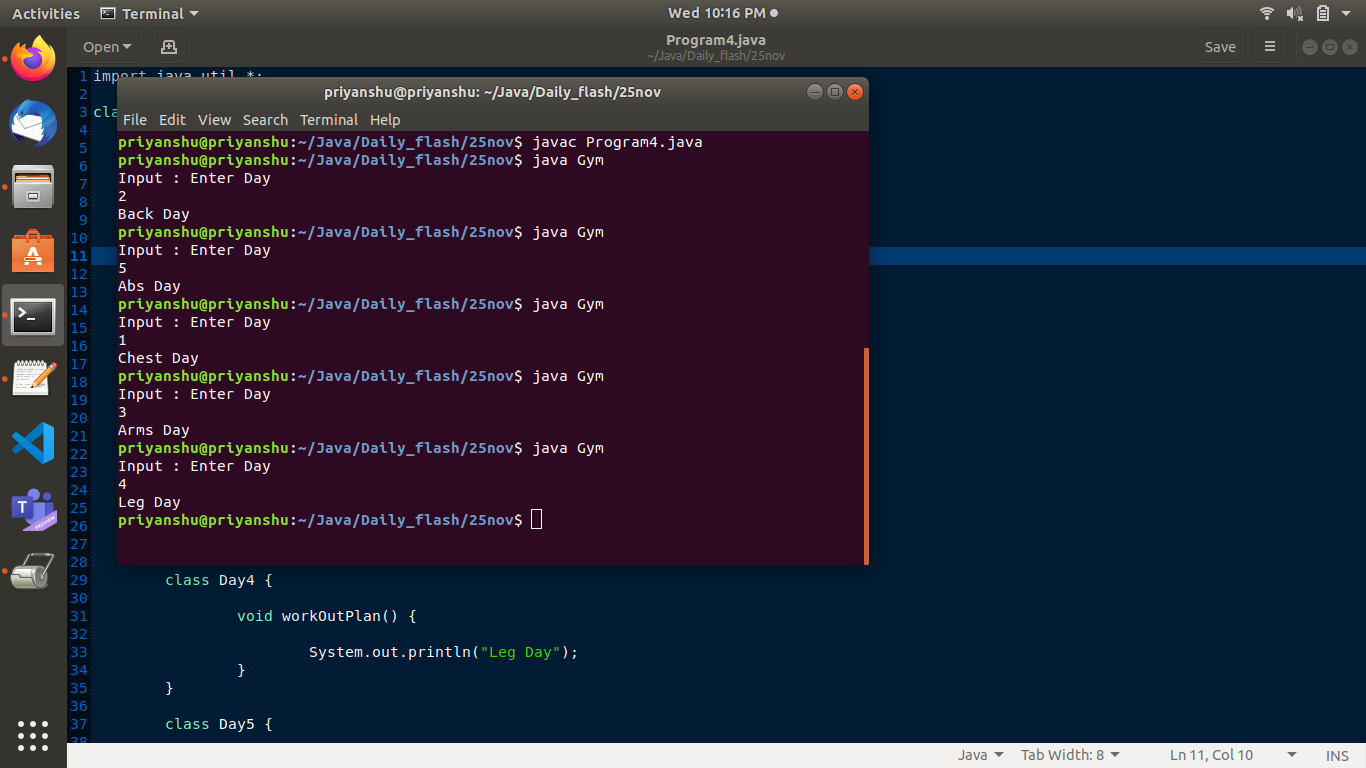 Activities Terminal Wed 10:16 PM
Open Program4.java Save
~/Java/Daily_flash/25nov
1 import java.util.*;
2
3 cla
4
5
6
7
8
9
10
11
12
13
14
15
16
17
18
19
20
21
22
23
24
25
26
27
28
priyanshu@priyanshu: ~/Java/Daily_flash/25nov
File Edit View Search Terminal Help
priyanshu@priyanshu:~/Java/Daily_flash/25nov$ javac Program4.java
priyanshu@priyanshu:~/Java/Daily_flash/25nov$ java Gym
Input : Enter Day
2
Back Day
priyanshu@priyanshu:~/Java/Daily_flash/25nov$ java Gym
Input : Enter Day
5
Abs Day
priyanshu@priyanshu:~/Java/Daily_flash/25nov$ java Gym
Input : Enter Day
1
Chest Day
priyanshu@priyanshu:~/Java/Daily_flash/25nov$ java Gym
Input : Enter Day
3
Arms Day
priyanshu@priyanshu:~/Java/Daily_flash/25nov$ java Gym
Input : Enter Day
4
Leg Day
priyanshu@priyanshu:~/Java/Daily_flash/25nov$
29 class Day4 {
30
31 void workOutPlan() {
32
33 System.out.println("Leg Day");
34 }
35 }
36
37 class Day5 {
38
Java Tab Width: 8 Ln 11, Col 10 INS
T
PREVIEW